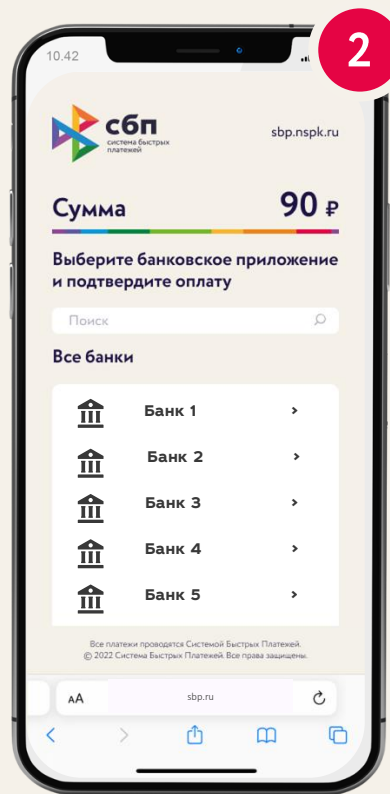 2
10.42
сбп
система быстрых
платежей
sbp.nspk.ru
Сумма 90 ₽
Выберите банковское приложение
и подтвердите оплату
Поиск
Все банки
Банк 1 >
Банк 2 >
Банк 3 >
Банк 4 >
Банк 5 >
Все платежи проводятся Системой Быстрых Платежей.
© 2022 Система Быстрых Платежей. Все права защищены.
AA sbp.ru